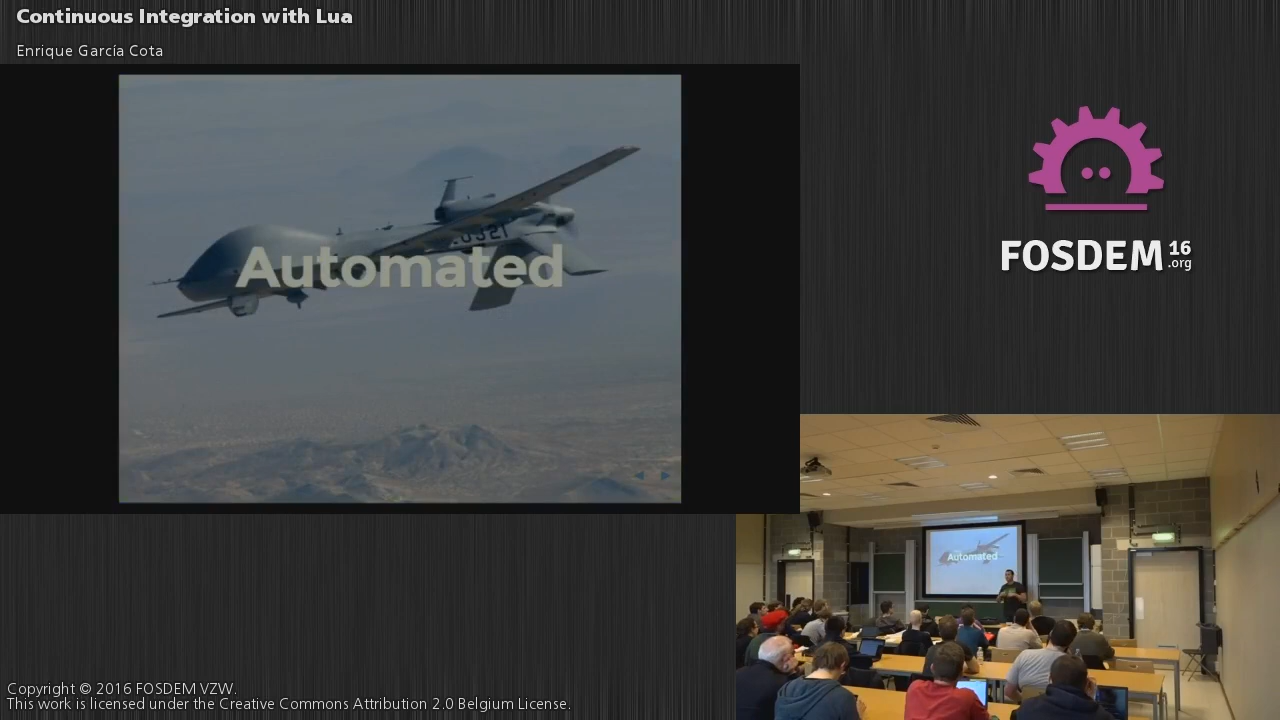 Continuous Integration with Lua
Enrique García Cota
Automated
FOSDEM 16
.org
Automated
Copyright © 2016 FOSDEM VZW.
This work is licensed under the Creative Commons Attribution 2.0 Belgium License.